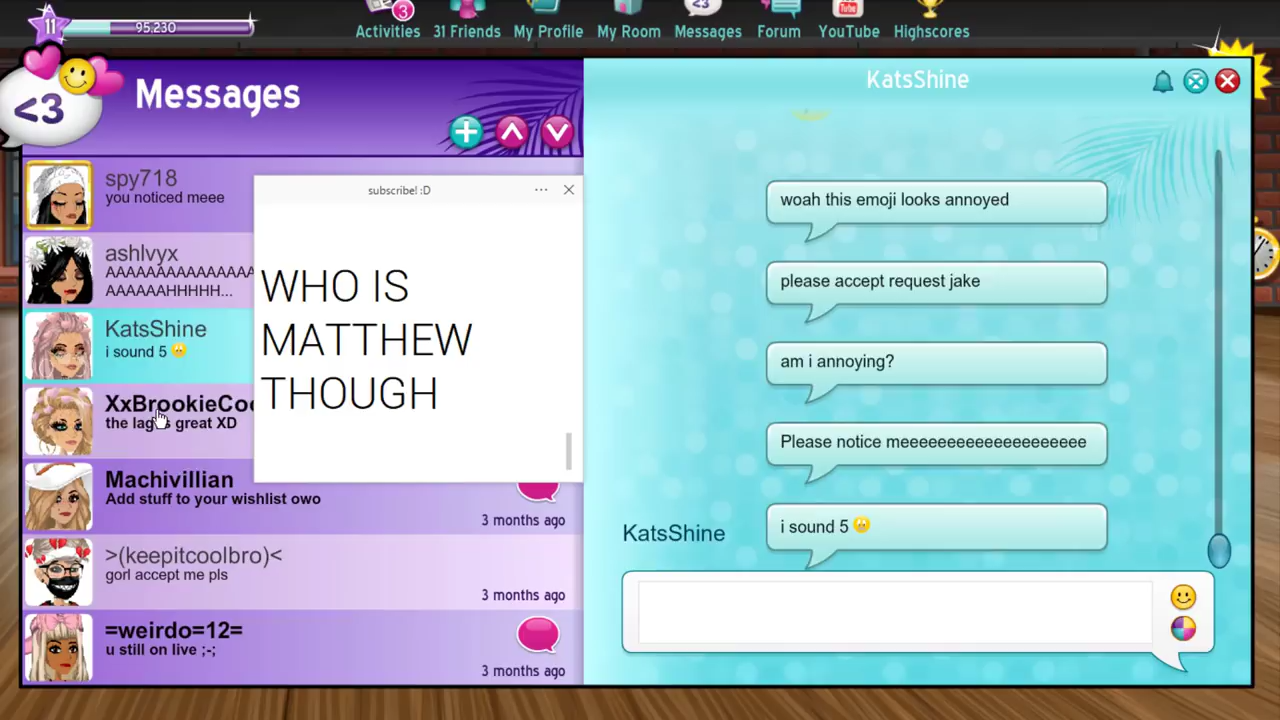 11
95,230
3
<3
Activities
31 Friends
My Profile
My Room
Messages
Forum
You Tube
YouTube
Highscores
<3
Messages
spy718
you noticed meee
ashlvyx
AAAAAAAAAAAAAAA
AAAAAAHHHHH...
KatsShine
i sound 5
XxBrookieCoo
great XD
Machivillian
Add stuff to your wishlist owo
3 months ago
>(keepitcoolbro)<
gorl accept me pls
3 months ago
=weirdo=12=
u still on live ;-;
3 months ago
subscribe! :D
WHO IS
MATTHEW
THOUGH
KatsShine
woah this emoji looks annoyed
please accept request jake
am i annoying?
Please notice meeeeeeeeeeeeeeeeeeee
KatsShine
i sound 5